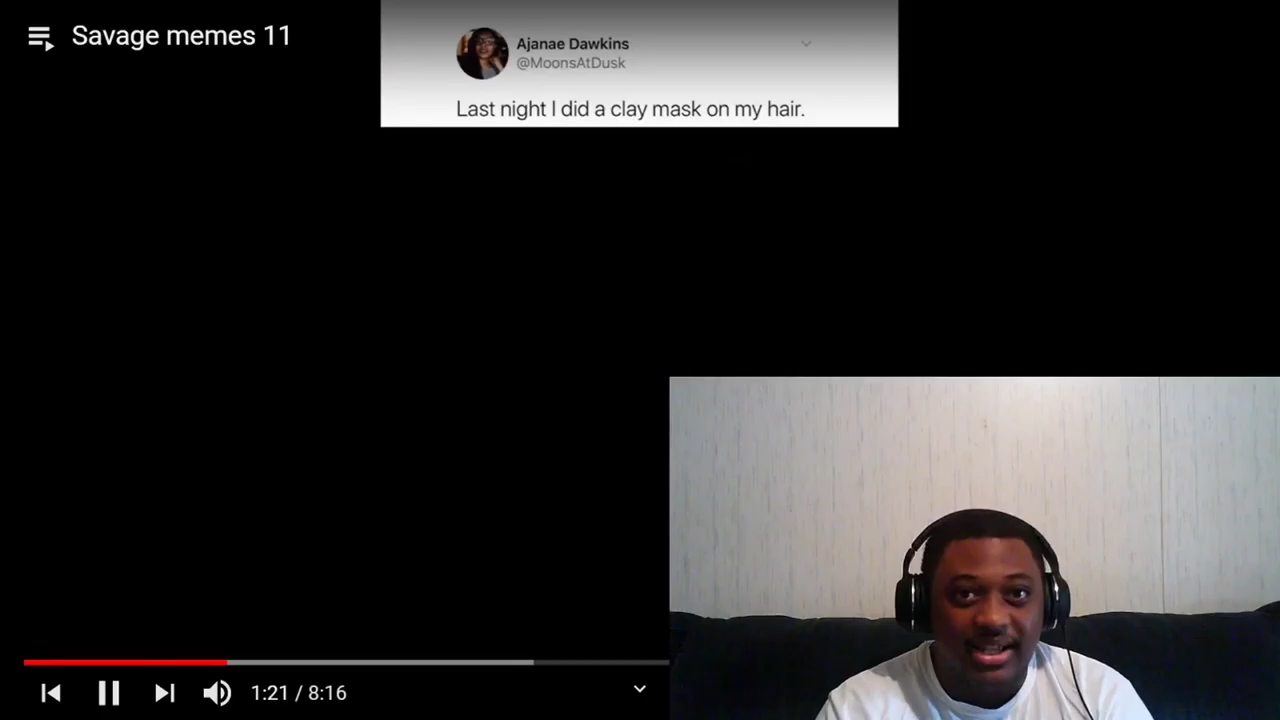 Savage memes 11
Ajanae Dawkins
@MoonsAtDusk
Last night I did a clay mask on my hair.
1:21 / 8:16